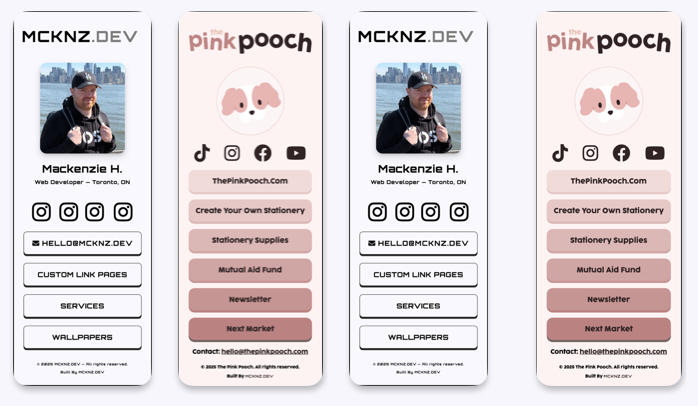 MCKNZ.DEV
Mackenzie H.
Web Developer — Toronto, ON
HELLO@MCKNZ.DEV
CUSTOM LINK PAGES
SERVICES
WALLPAPERS
© 2025 MCKNZ.DEV — All rights reserved.
Built By MCKNZ.DEV
the
pinkpooch
ThePinkPooch.Com
Create Your Own Stationery
Stationery Supplies
Mutual Aid Fund
Newsletter
Next Market
Contact: hello@thepinkpooch.com
© 2025 The Pink Pooch. All rights reserved.
Built By MCKNZ.DEV
MCKNZ.DEV
Mackenzie H.
Web Developer — Toronto, ON
HELLO@MCKNZ.DEV
CUSTOM LINK PAGES
SERVICES
WALLPAPERS
© 2025 MCKNZ.DEV — All rights reserved.
Built By MCKNZ.DEV
the
pinkpooch
ThePinkPooch.Com
Create Your Own Stationery
Stationery Supplies
Mutual Aid Fund
Newsletter
Next Market
Contact: hello@thepinkpooch.com
© 2025 The Pink Pooch. All rights reserved.
Built By MCKNZ.DEV